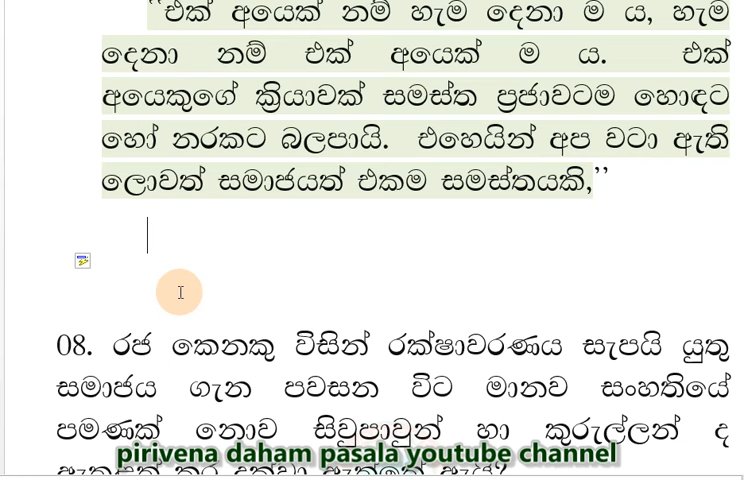 ‘‘එක් අයෙක් නම් හැම දෙනා ම ය, හැම
දෙනා නම් එක් අයෙක් ම ය. එක්
අයෙකුගේ ක්‍රියාවක් සමස්ත ප්‍රජාවටම හොඳට
හෝ නරකට බලපායි. එහෙයින් අප වටා ඇති
ලොවත් සමාජයත් එකම සමස්තයකි,’’
08. රජ කෙනකු විසින් රක්ෂාවරණය සැපයි යුතු
සමාජය ගැන පවසන විට මානව සංහතියේ
පමණක් නොව සිවුපාවුන් හා කුරුල්ලන් ද
pirivena daham pasala youtube channel